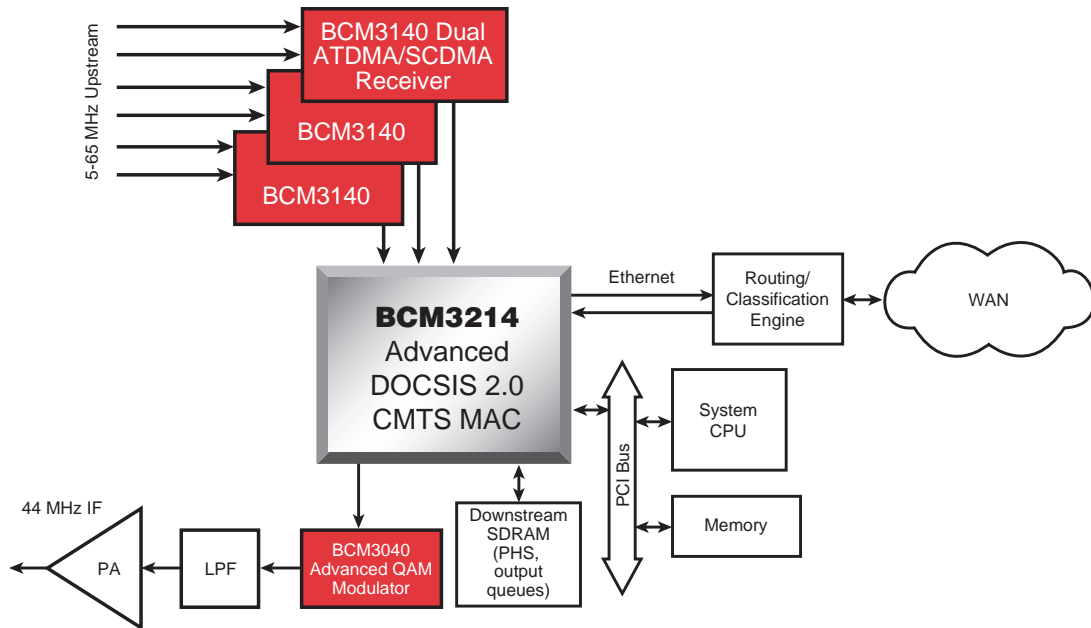 5-65 MHz Upstream
BCM3140 Dual
ATDMA/SCDMA
Receiver
BCM3140
BCM3140
BCM3214
Advanced
DOCSIS 2.0
CMTS MAC
Ethernet
Routing/
Classification
Engine
WAN
PCI Bus
System
CPU
Memory
Downstream
SDRAM
(PHS,
output
queues)
BCM3040
Advanced QAM
Modulator
LPF
PA
44 MHz IF